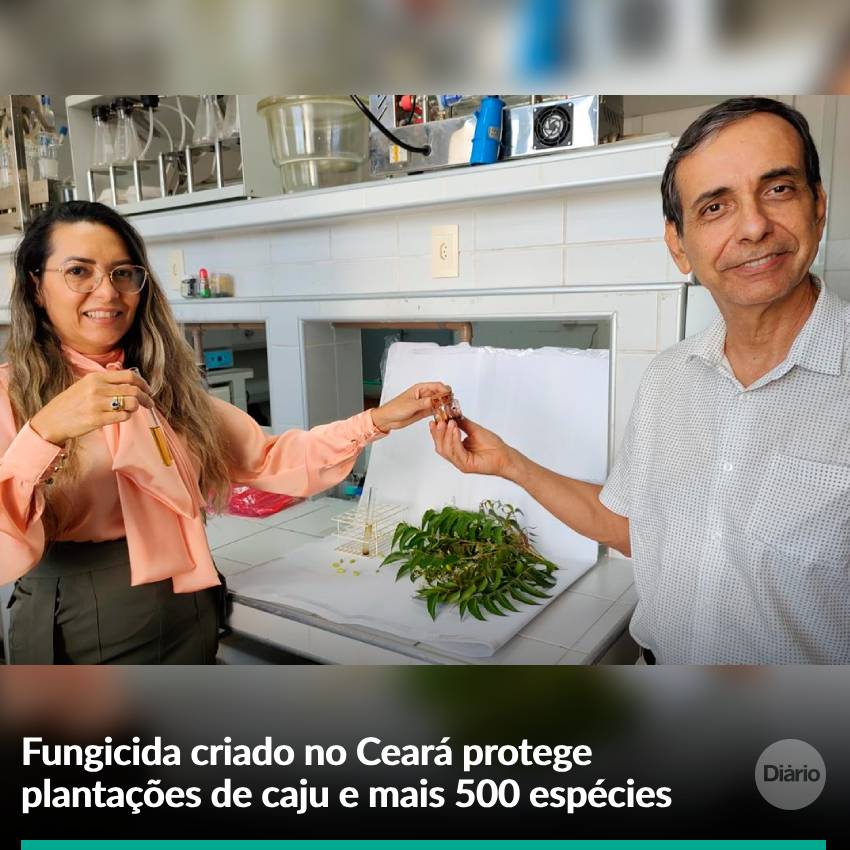 Fungicida criado no Ceará protege
plantações de caju e mais 500 espécies
Diário